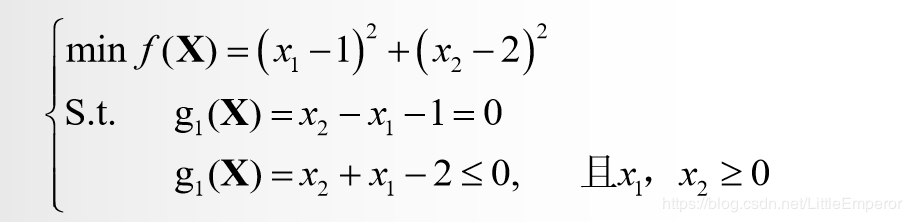 min f(X) = (x₁ − 1)² + (x₂ − 2)²
S.t. g₁(X) = x₂ − x₁ − 1 = 0
g₁(X) = x₂ + x₁ − 2 ≤ 0, 且x₁，x₂ ≥ 0
https://blog.csdn.net/LittleEmperor